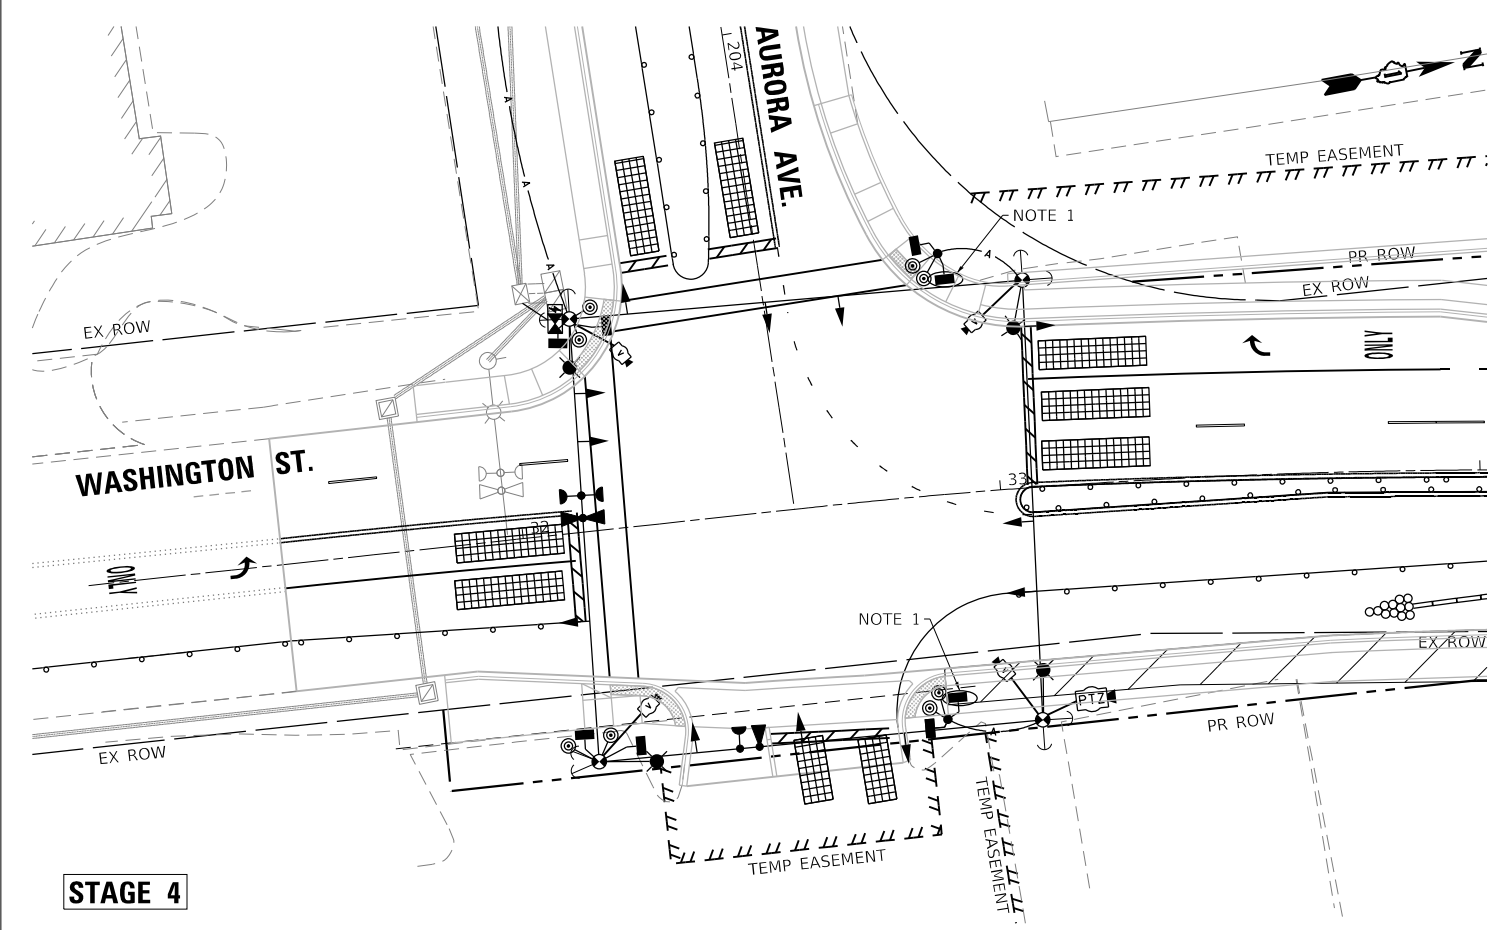 204
AURORA AVE.
N
TEMP EASEMENT
NOTE 1
PR ROW
EX ROW
A
A
A
A
EX ROW
V
V
ONLY
WASHINGTON ST.
33
32
ONLY
NOTE 1
EX ROW
V
V
PTZ
PR ROW
A
EX ROW
TEMP EASEMENT
TEMP EASEMENT
STAGE 4